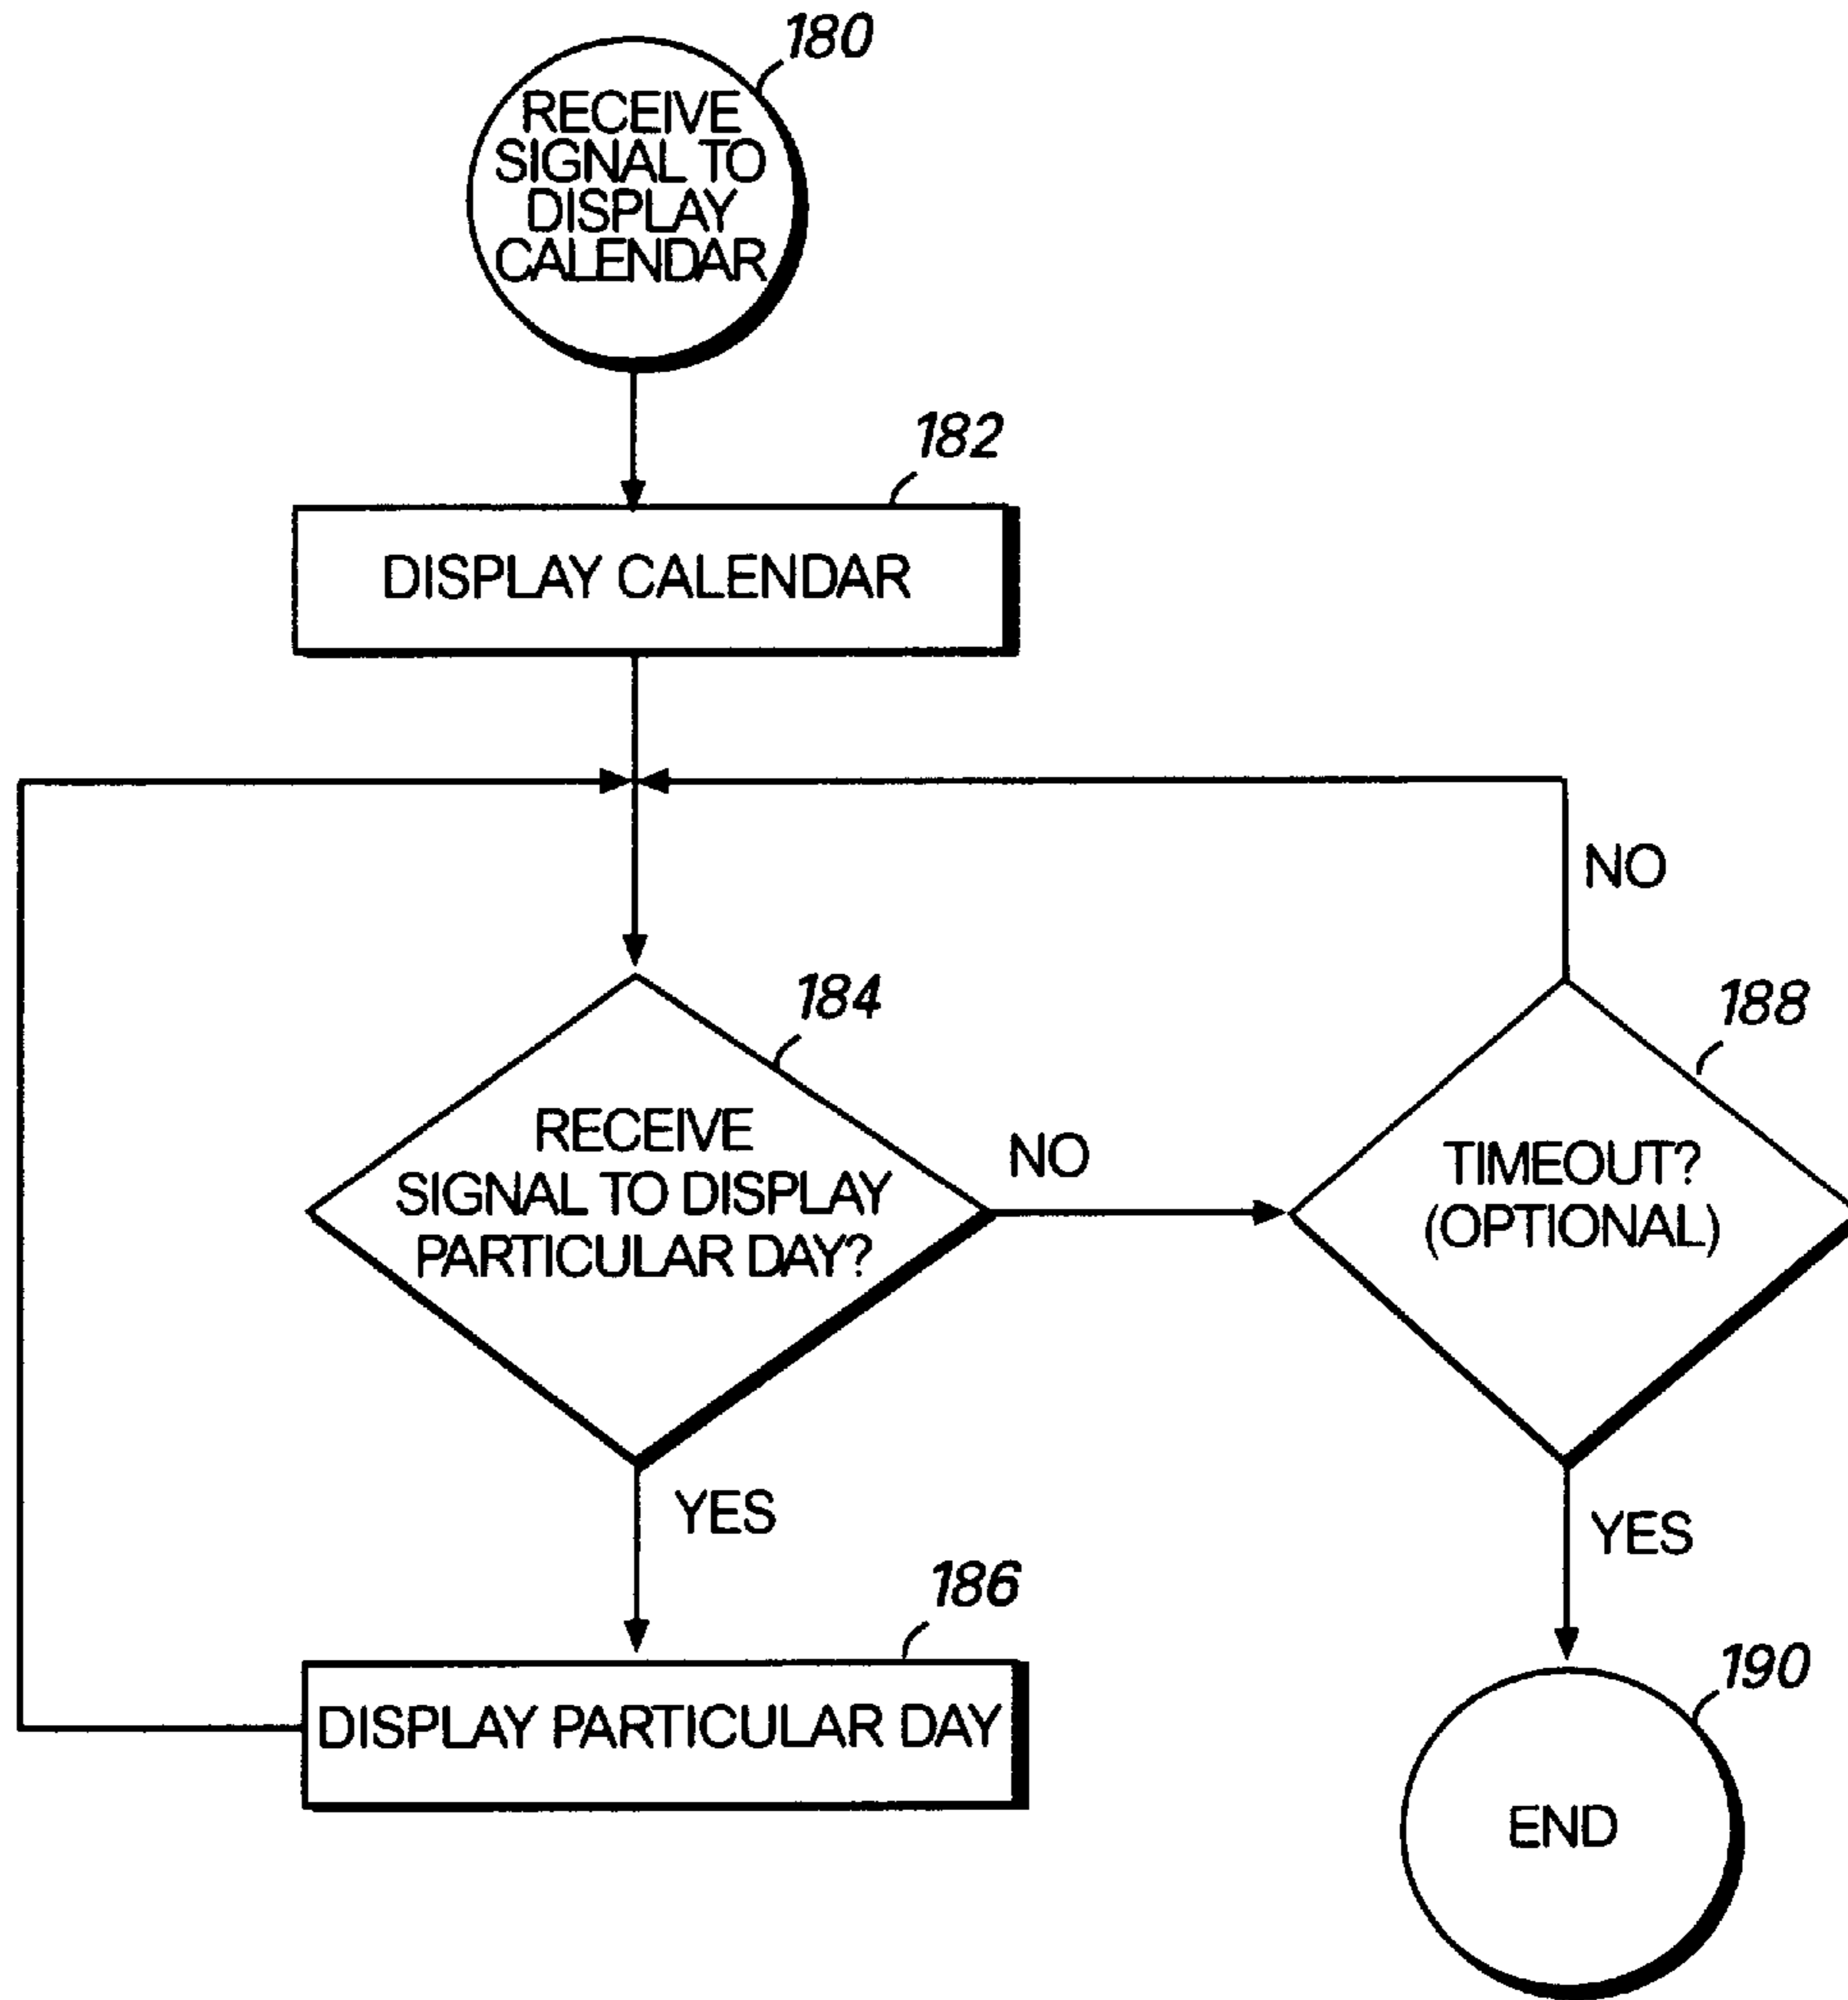 180
RECEIVE
SIGNAL TO
DISPLAY
CALENDAR
182
DISPLAY CALENDAR
NO
184
188
RECEIVE
SIGNAL TO DISPLAY
PARTICULAR DAY?
NO
TIMEOUT?
(OPTIONAL)
YES
YES
186
DISPLAY PARTICULAR DAY
190
END